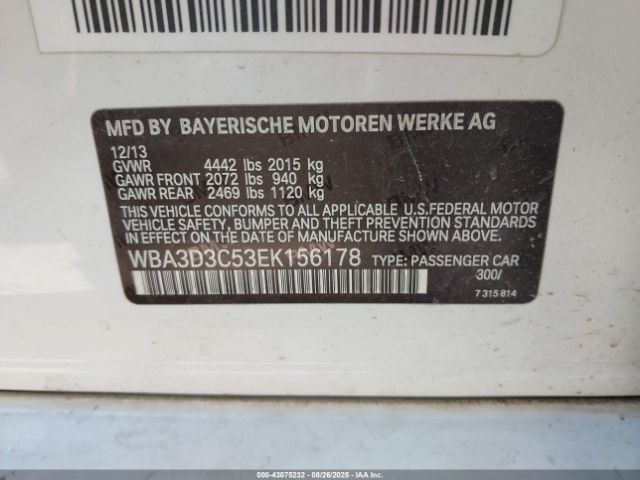 MFD BY BAYERISCHE MOTOREN WERKE AG
12/13
GVWR 4442 lbs 2015 kg
GAWR FRONT 2072 lbs 940 kg
GAWR REAR 2469 lbs 1120 kg
THIS VEHICLE CONFORMS TO ALL APPLICABLE U.S.FEDERAL MOTOR
VEHICLE SAFETY, BUMPER AND THEFT PREVENTION STANDARDS
IN EFFECT ON THE DATE OF MANUFACTURE SHOWN ABOVE.
WBA3D3C53EK156178 TYPE: PASSENGER CAR
300/
7 315 814
IAA - 43075232 - 08/26/2025 - IAAI.COM